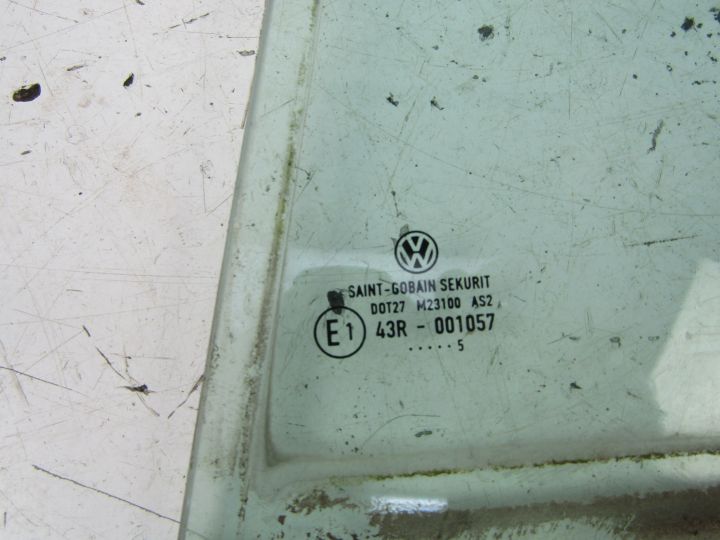 SAINT-GOBAIN SEKURIT
DOT27 M23100 AS2
E1 43R - 001057
.....5